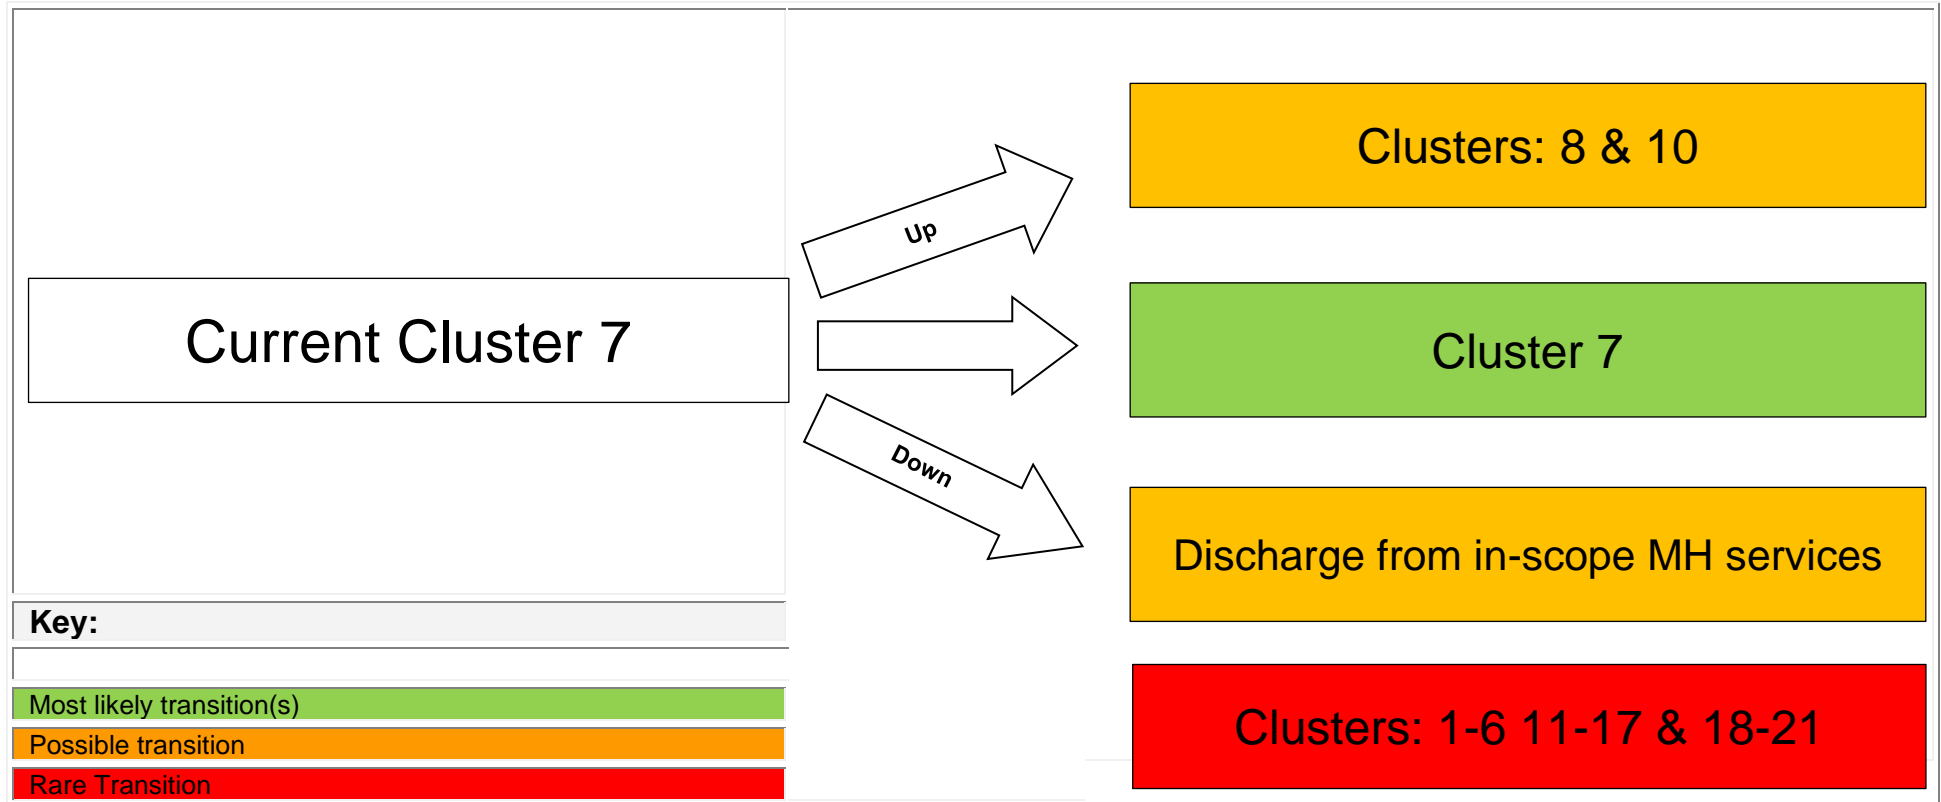 Clusters: 8 & 10
Up
Current Cluster 7
Cluster 7
Down
Discharge from in-scope MH services
Key:
Most likely transition(s)
Possible transition
Rare Transition
Clusters: 1-6 11-17 & 18-21